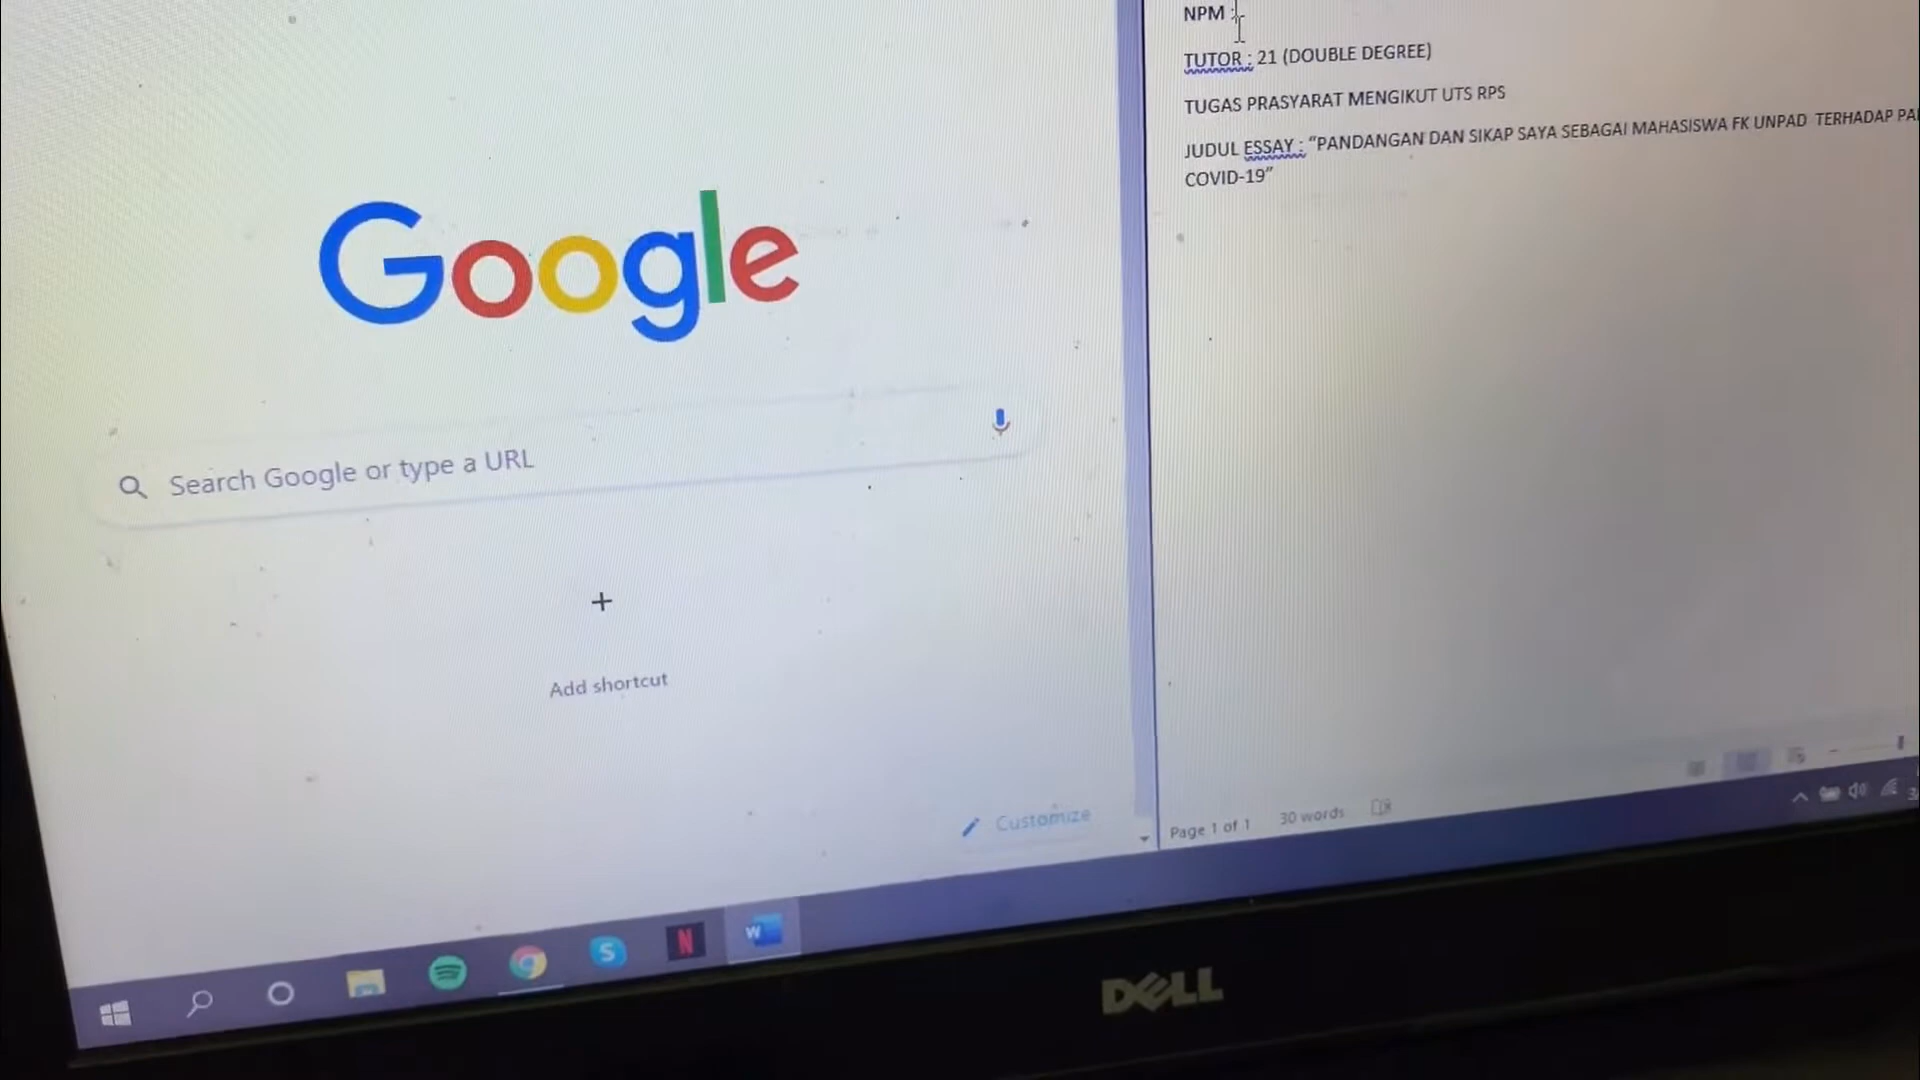 NPM :
TUTOR : 21 (DOUBLE DEGREE)
TUGAS PRASYARAT MENGIKUT UTS RPS
JUDUL ESSAY : “PANDANGAN DAN SIKAP SAYA SEBAGAI MAHASISWA FK UNPAD TERHADAP
COVID-19”
Google
Search Google or type a URL
Add shortcut
Customize
Page 1 of 1
30 words
S
N
W
DELL